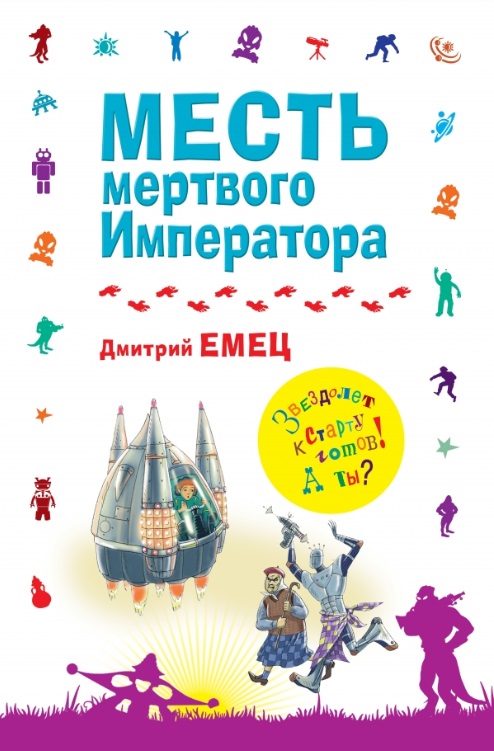 МЕСТЬ
мертвого
Императора
Дмитрий ЕМЕЦ
Звездолет
к старту
готов!
А ты?